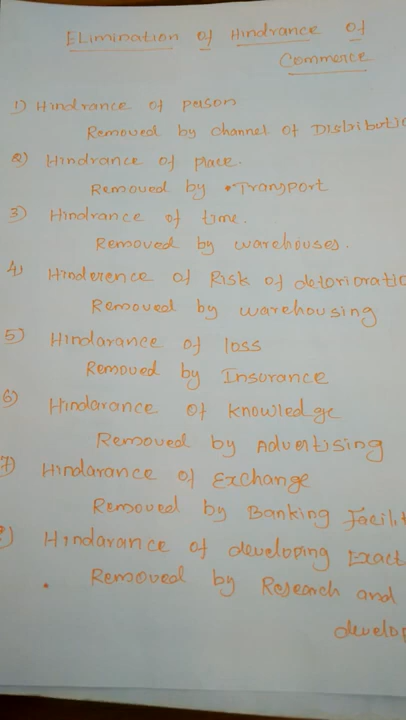 Elimination of Hindrance of
Commerce
1) Hindrance of person
Removed by channel of Distributio
2) Hindrance of place.
Removed by Transport
3) Hindrance of time.
Removed by warehouses.
4) Hinderence of Risk of detorioratio
Removed by warehousing
5) Hindarance of loss
Removed by Insurance
6) Hindarance of knowledge
Removed by Advertising
7) Hindarance of Exchange
Removed by Banking facilit
8) Hindarance of developing Exact
Removed by Research and
develop